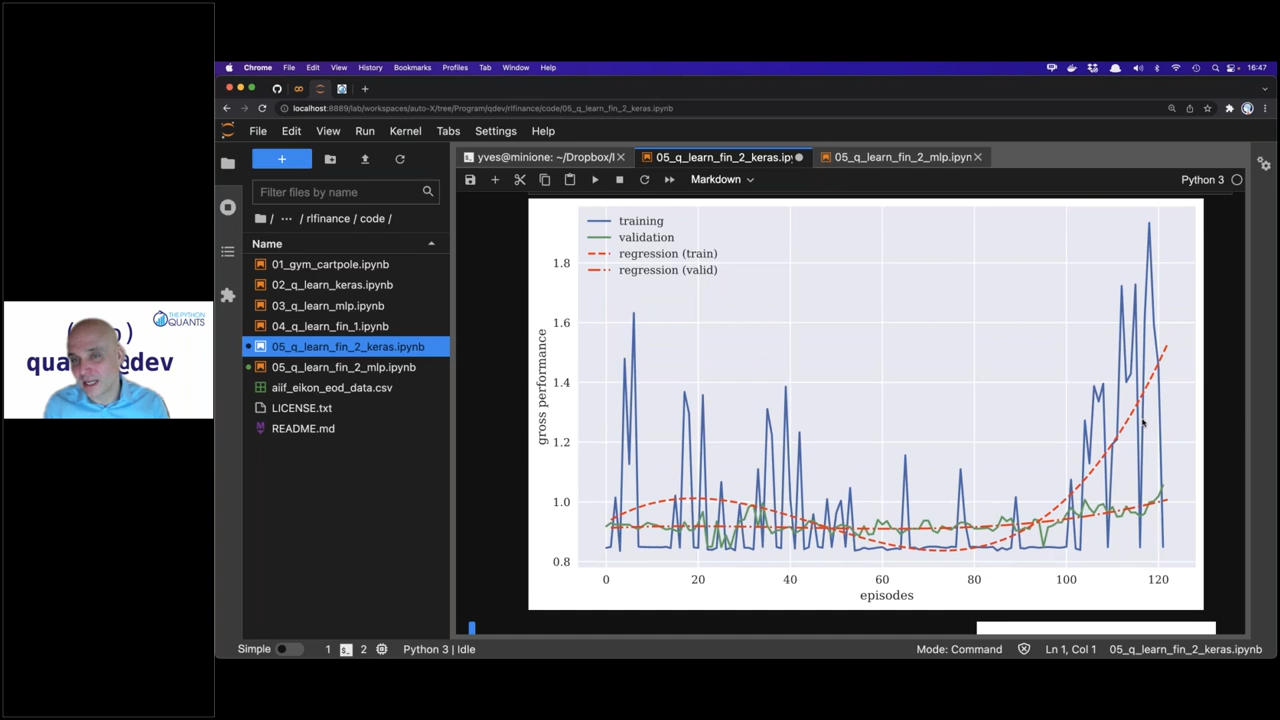 Chrome File Edit View History Bookmarks Profiles Tab Window Help 16:47
localhost:8889/lab/workspaces/auto-X/tree/Program/qdev/rlfinance/code/05_q_learn_fin_2_keras.ipynb
File Edit View Run Kernel Tabs Settings Help
yves@minione: ~/Dropbox/ 05_q_learn_fin_2_keras.ipy 05_q_learn_fin_2_mlp.ipynb
Markdown Python 3
Filter files by name
/ ··· / rlfinance / code /
Name
01_gym_cartpole.ipynb
02_q_learn_keras.ipynb
03_q_learn_mlp.ipynb
04_q_learn_fin_1.ipynb
05_q_learn_fin_2_keras.ipynb
05_q_learn_fin_2_mlp.ipynb
aiif_eikon_eod_data.csv
LICENSE.txt
README.md
THE PYTHON
QUANTS
training
validation
regression (train)
regression (valid)
gross performance
1.8
1.6
1.4
1.2
1.0
0.8
0 20 40 60 80 100 120
episodes
Simple 1 2 Python 3 | Idle Mode: Command Ln 1, Col 1 05_q_learn_fin_2_keras.ipynb